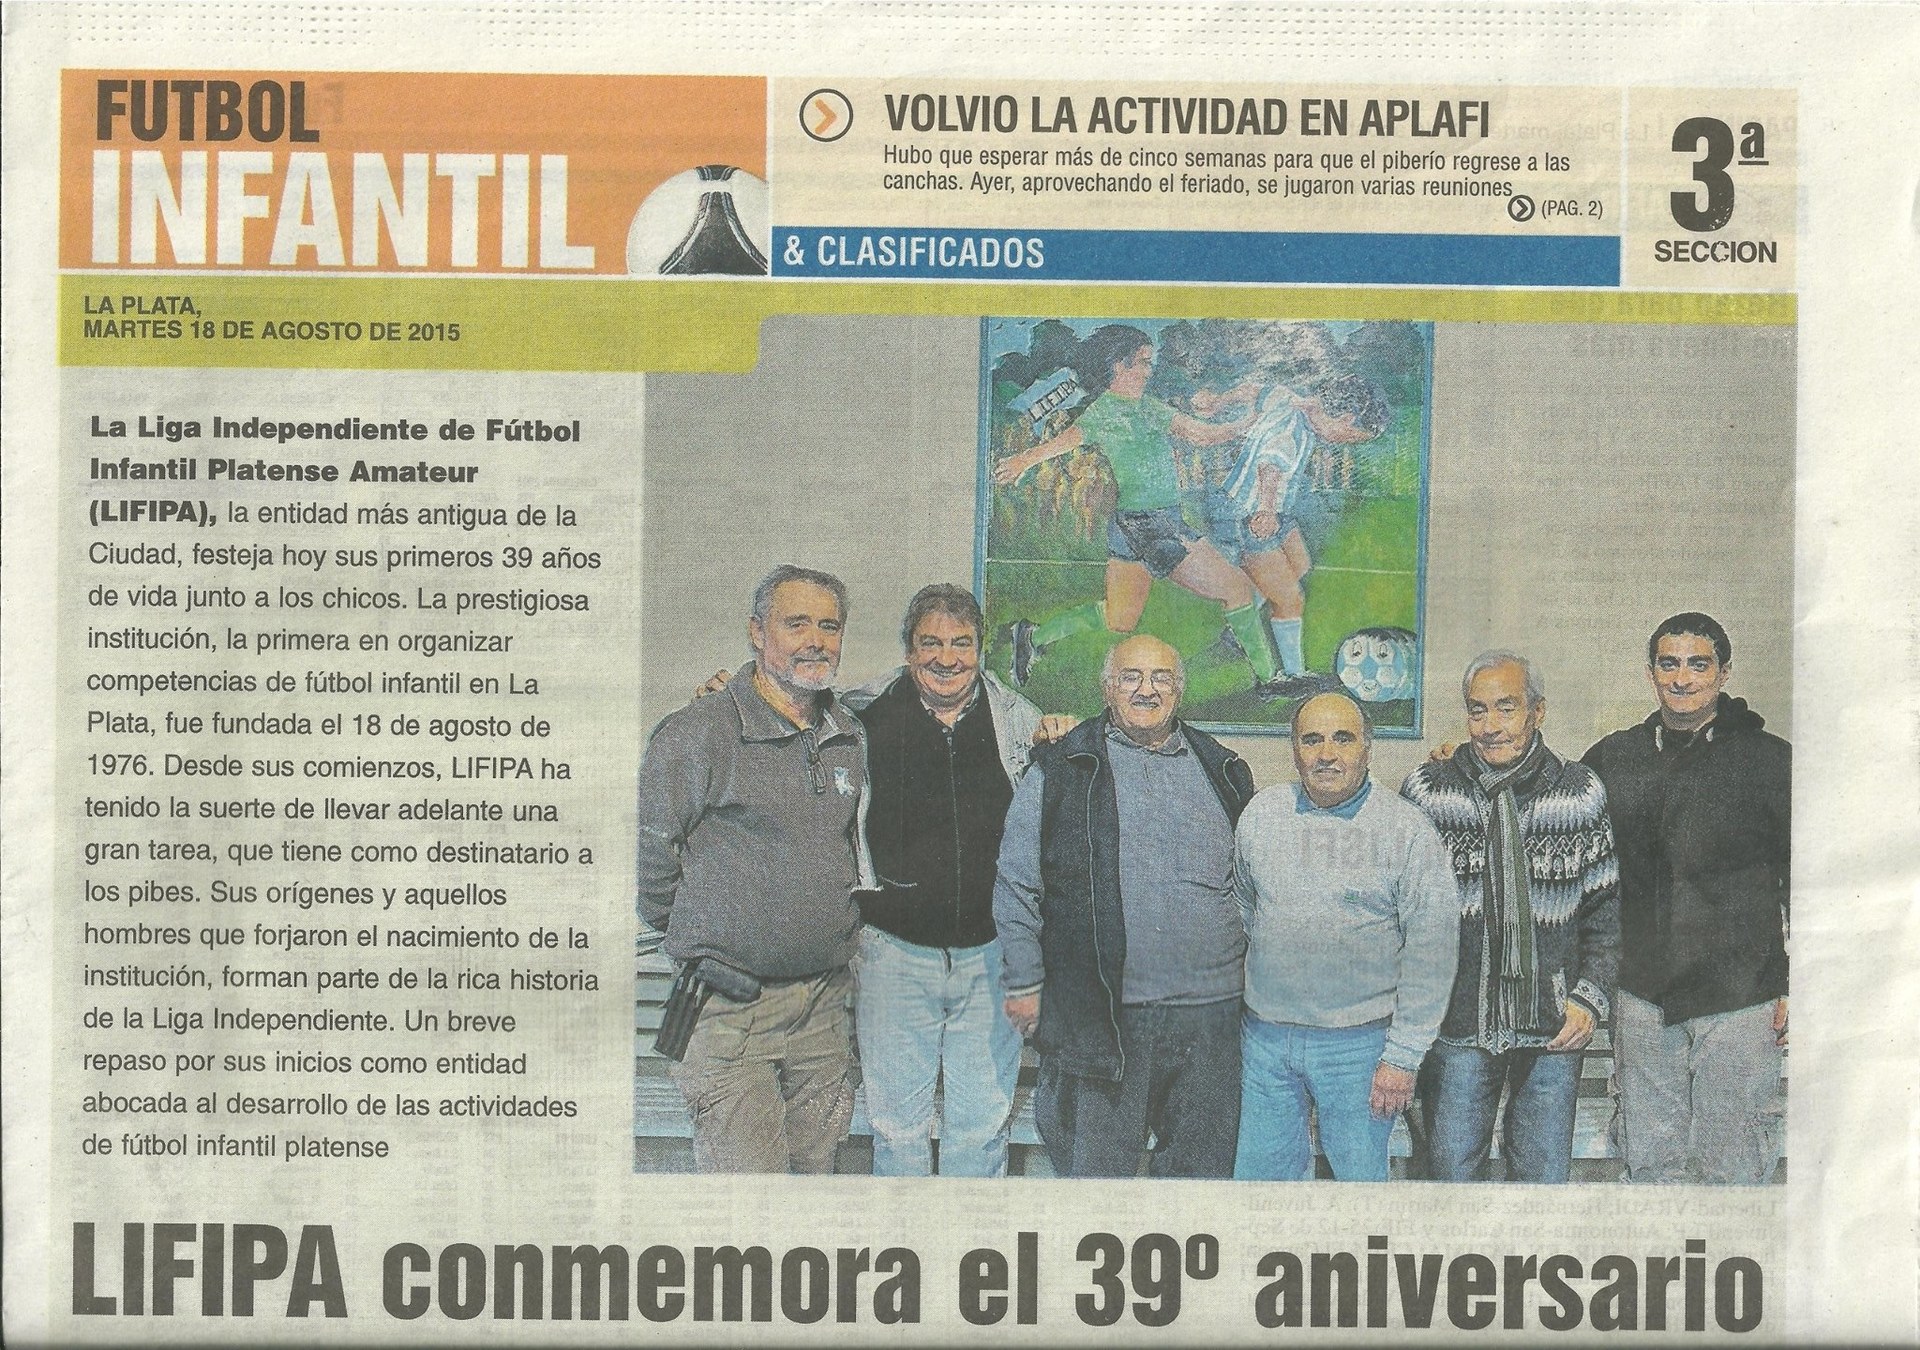 FUTBOL
INFANTIL
VOLVIO LA ACTIVIDAD EN APLAFI
Hubo que esperar más de cinco semanas para que el piberío regrese a las
canchas. Ayer, aprovechando el feriado, se jugaron varias reuniones
(PAG. 2)
& CLASIFICADOS
3ª
SECCION
LA PLATA,
MARTES 18 DE AGOSTO DE 2015
La Liga Independiente de Fútbol
Infantil Platense Amateur
(LIFIPA), la entidad más antigua de la
Ciudad, festeja hoy sus primeros 39 años
de vida junto a los chicos. La prestigiosa
institución, la primera en organizar
competencias de fútbol infantil en La
Plata, fue fundada el 18 de agosto de
1976. Desde sus comienzos, LIFIPA ha
tenido la suerte de llevar adelante una
gran tarea, que tiene como destinatario a
los pibes. Sus orígenes y aquellos
hombres que forjaron el nacimiento de la
institución, forman parte de la rica historia
de la Liga Independiente. Un breve
repaso por sus inicios como entidad
abocada al desarrollo de las actividades
de fútbol infantil platense
L.I.F.I.P.A
LIFIPA conmemora el 39º aniversario